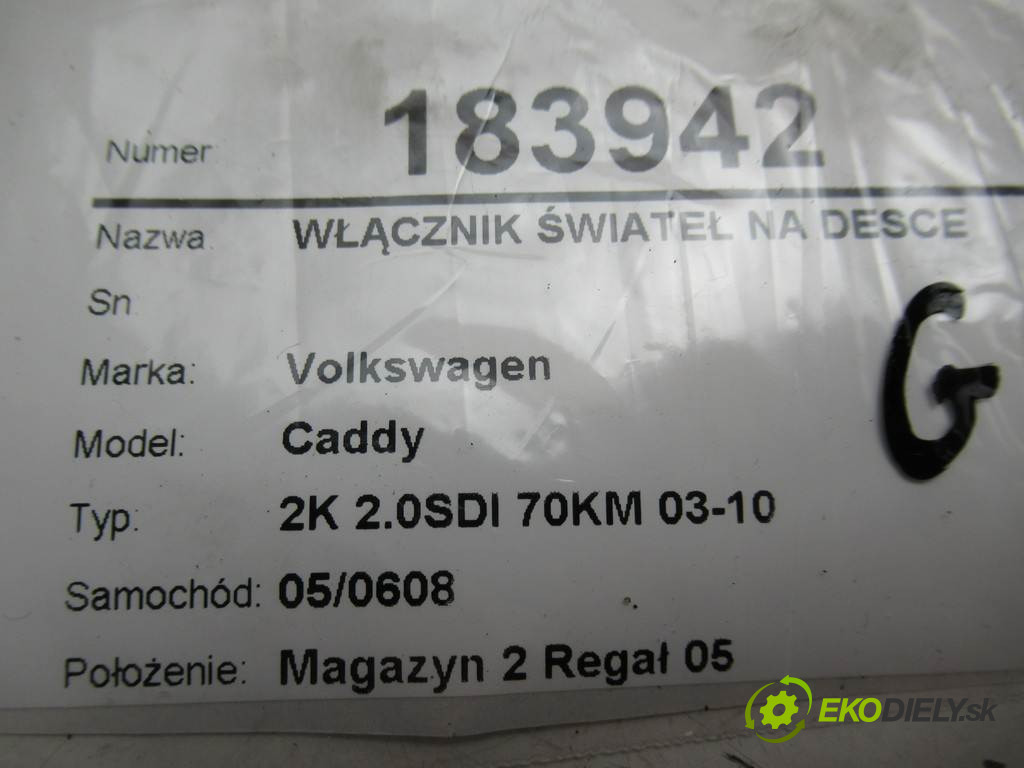 Numer 183942
Nazwa WŁĄCZNIK ŚWIATEŁ NA DESCE
Sn
Marka: Volkswagen
Model: Caddy
Typ: 2K 2.0SDI 70KM 03-10
Samochód: 05/0608
Położenie: Magazyn 2 Regał 05
G
EKODIELY.sk